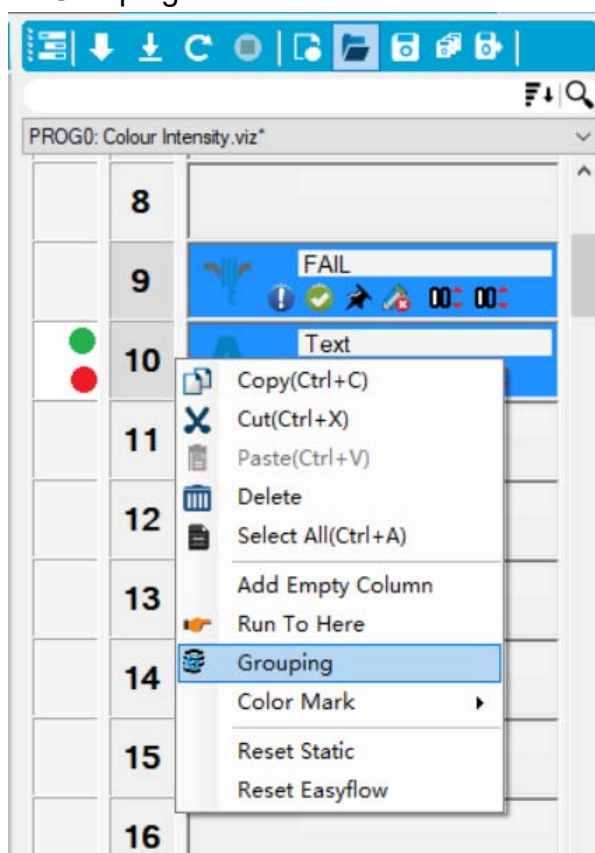 PROG0: Colour Intensity.viz*
8
9
FAIL
10
Text
Copy(Ctrl+C)
11
Cut(Ctrl+X)
Paste(Ctrl+V)
12
Delete
Select All(Ctrl+A)
13
Add Empty Column
Run To Here
14
Grouping
Color Mark
15
Reset Static
Reset Easyflow
16